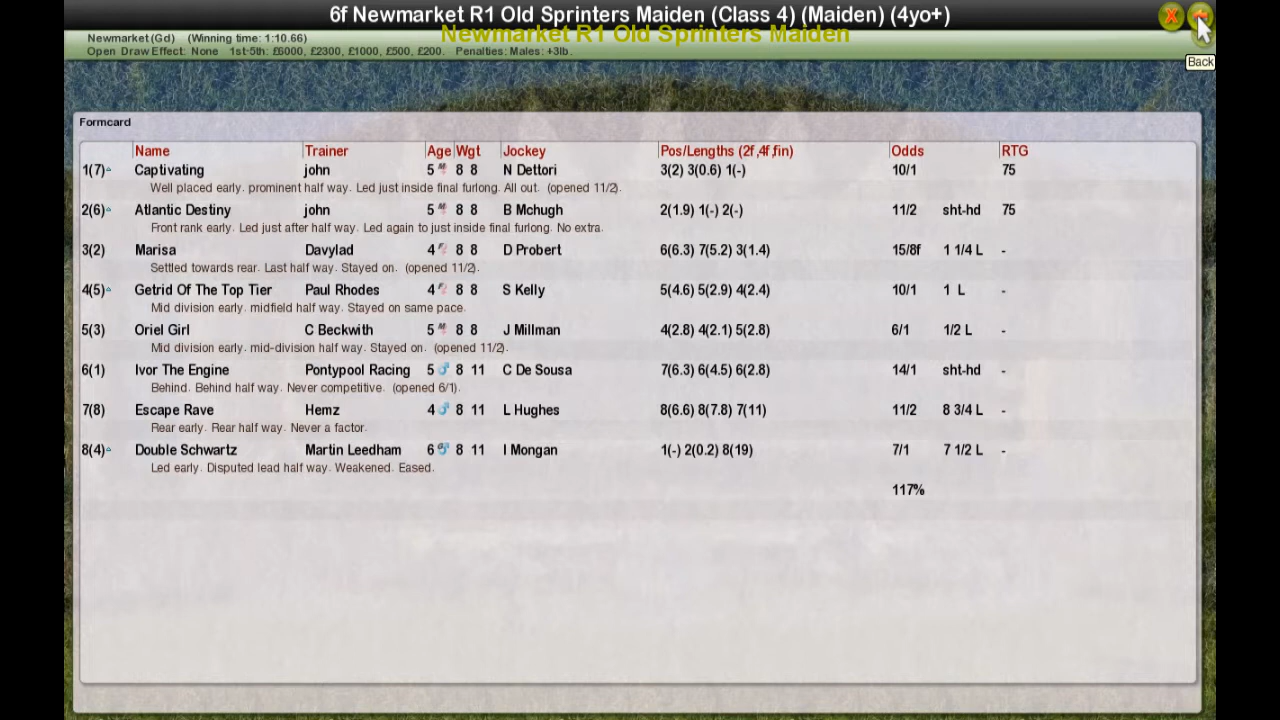 6f Newmarket R1 Old Sprinters Maiden (Class 4) (Maiden) (4yo+)
Newmarket R1 Old Sprinters Maiden
Newmarket (Gd) (Winning time: 1:10.66)
Open Draw Effect: None 1st-5th: £6000, £2300, £1000, £500, £200. Penalties: Males: +3lb.
X
Back
Formcard
Name Trainer Age Wgt Jockey Pos/Lengths (2f,4f,fin) Odds RTG
1(7) Captivating john 5 8 8 N Dettori 3(2) 3(0.6) 1(-) 10/1 75
Well placed early. prominent half way. Led just inside final furlong. All out. (opened 11/2).
2(6) Atlantic Destiny john 5 8 8 B Mchugh 2(1.9) 1(-) 2(-) 11/2 sht-hd 75
Front rank early. Led just after half way. Led again to just inside final furlong. No extra.
3(2) Marisa Davylad 4 8 8 D Probert 6(6.3) 7(5.2) 3(1.4) 15/8f 1 1/4 L -
Settled towards rear. Last half way. Stayed on. (opened 11/2).
4(5) Getrid Of The Top Tier Paul Rhodes 4 8 8 S Kelly 5(4.6) 5(2.9) 4(2.4) 10/1 1 L -
Mid division early. midfield half way. Stayed on same pace.
5(3) Oriel Girl C Beckwith 5 8 8 J Millman 4(2.8) 4(2.1) 5(2.8) 6/1 1/2 L -
Mid division early. mid-division half way. Stayed on. (opened 11/2).
6(1) Ivor The Engine Pontypool Racing 5 8 11 C De Sousa 7(6.3) 6(4.5) 6(2.8) 14/1 sht-hd -
Behind. Behind half way. Never competitive. (opened 6/1).
7(8) Escape Rave Hemz 4 8 11 L Hughes 8(6.6) 8(7.8) 7(11) 11/2 8 3/4 L -
Rear early. Rear half way. Never a factor.
8(4) Double Schwartz Martin Leedham 6 8 11 I Mongan 1(-) 2(0.2) 8(19) 7/1 7 1/2 L -
Led early. Disputed lead half way. Weakened. Eased.
117%